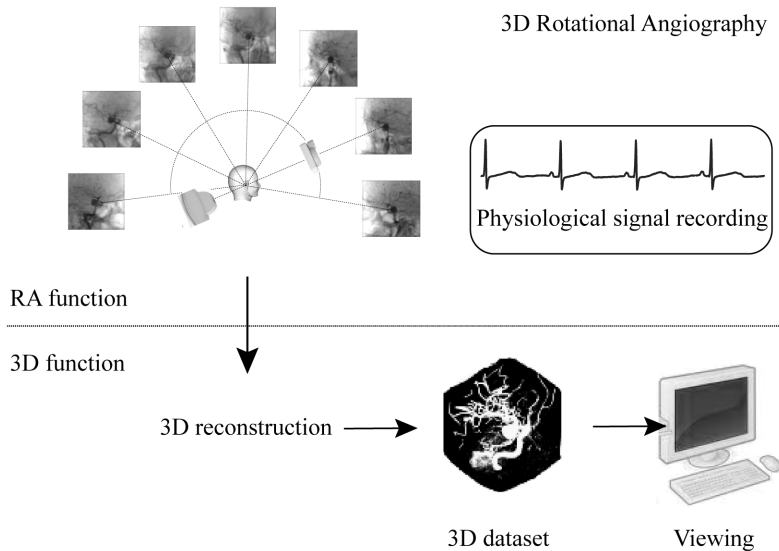 3D Rotational Angiography
Physiological signal recording
RA function
3D function
3D reconstruction
3D dataset
Viewing